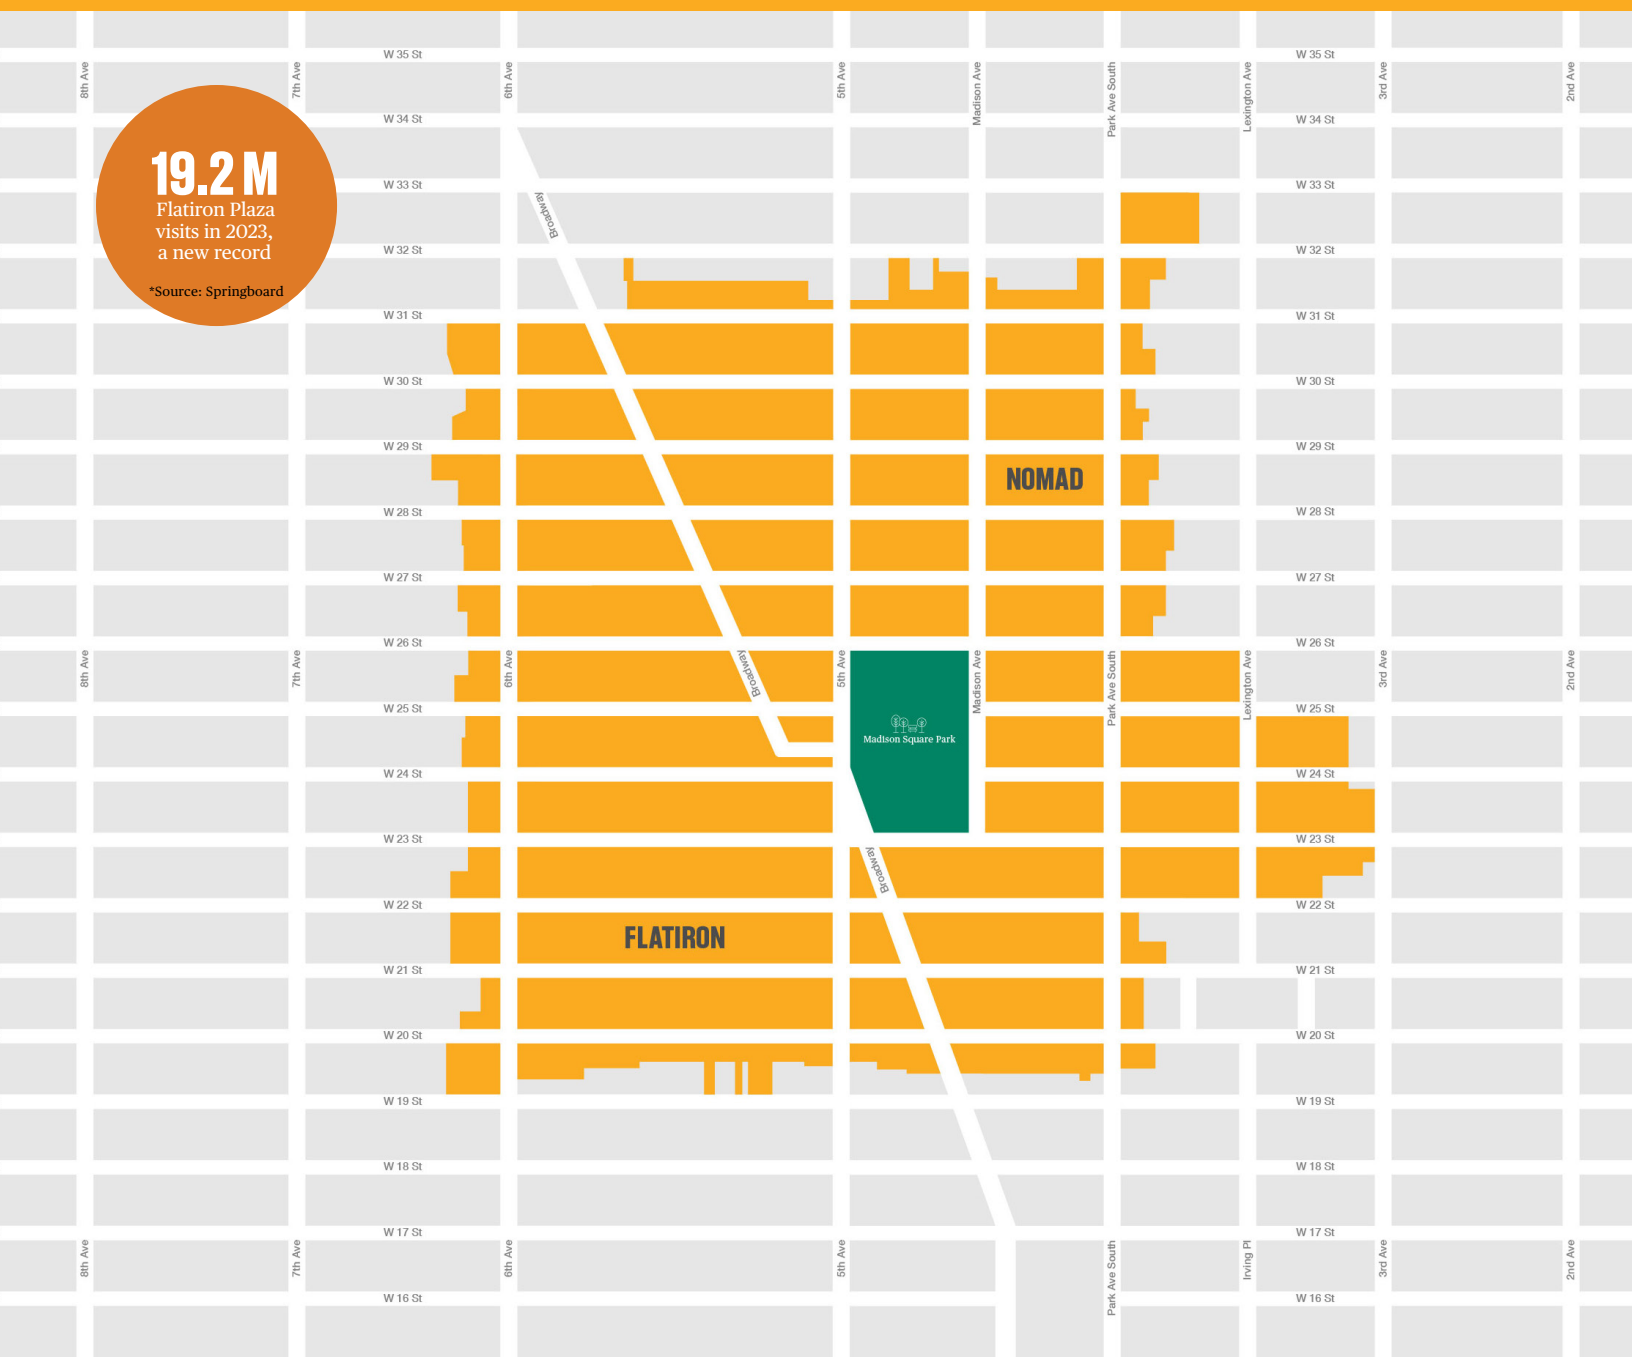 W 35 St
W 35 St
8th Ave
7th Ave
6th Ave
5th Ave
Madison Ave
Park Ave South
Lexington Ave
3rd Ave
2nd Ave
W 34 St
W 34 St
19.2 M
Flatiron Plaza
visits in 2023,
a new record
*Source: Springboard
W 33 St
W 33 St
Broadway
W 32 St
W 32 St
W 31 St
W 31 St
W 30 St
W 30 St
W 29 St
W 29 St
NOMAD
W 28 St
W 28 St
W 27 St
W 27 St
W 26 St
W 26 St
8th Ave
7th Ave
6th Ave
Broadway
5th Ave
Madison Ave
Park Ave South
Lexington Ave
3rd Ave
2nd Ave
W 25 St
W 25 St
Madison Square Park
W 24 St
W 24 St
W 23 St
W 23 St
Broadway
W 22 St
W 22 St
FLATIRON
W 21 St
W 21 St
W 20 St
W 20 St
W 19 St
W 19 St
W 18 St
W 18 St
W 17 St
W 17 St
8th Ave
7th Ave
6th Ave
5th Ave
Park Ave South
Irving Pl
3rd Ave
2nd Ave
W 16 St
W 16 St